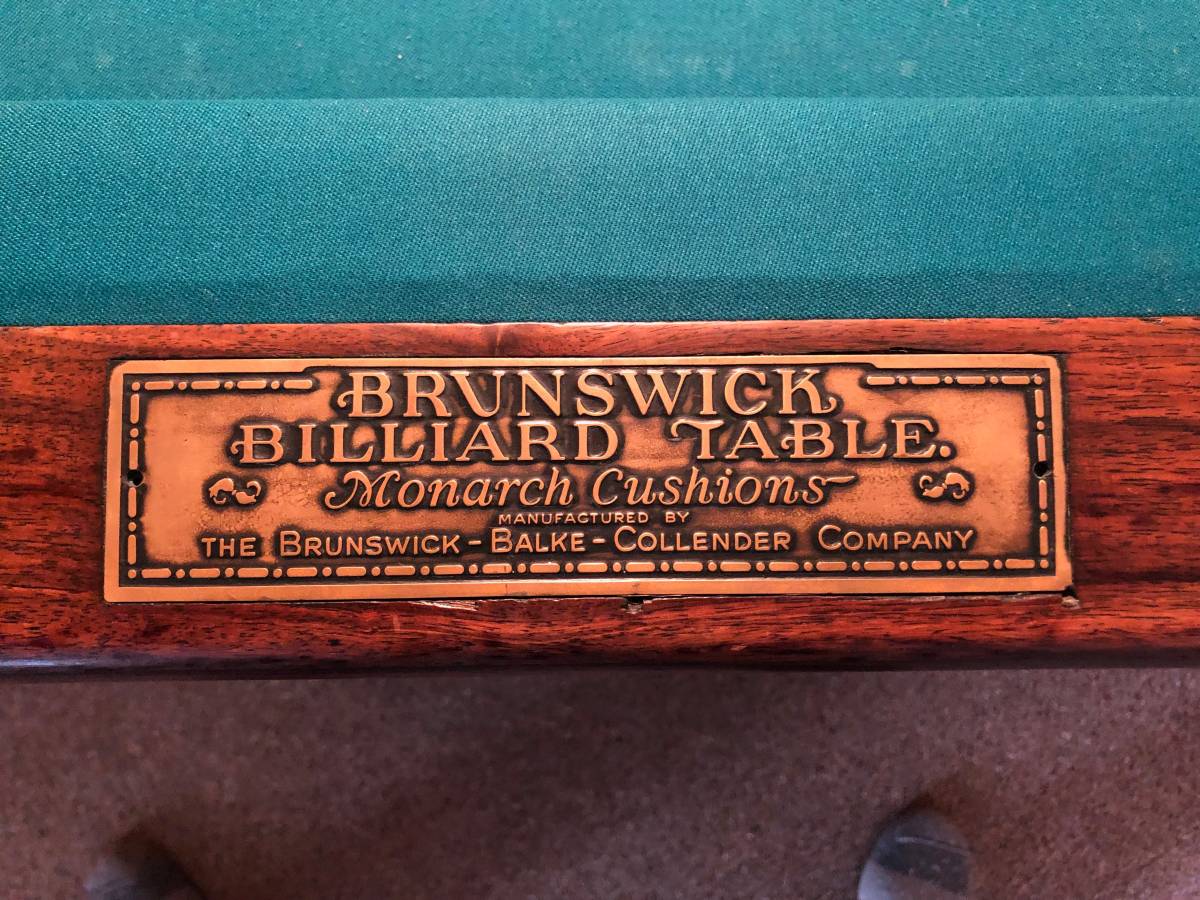 BRUNSWICK
BILLIARD TABLE.
Monarch Cushions
MANUFACTURED BY
THE BRUNSWICK-BALKE-COLLENDER COMPANY